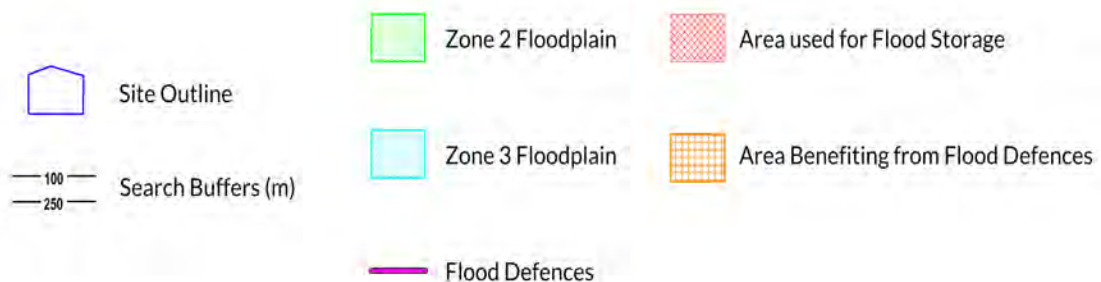 Site Outline
100
250
Search Buffers (m)
Zone 2 Floodplain
Zone 3 Floodplain
Flood Defences
Area used for Flood Storage
Area Benefiting from Flood Defences